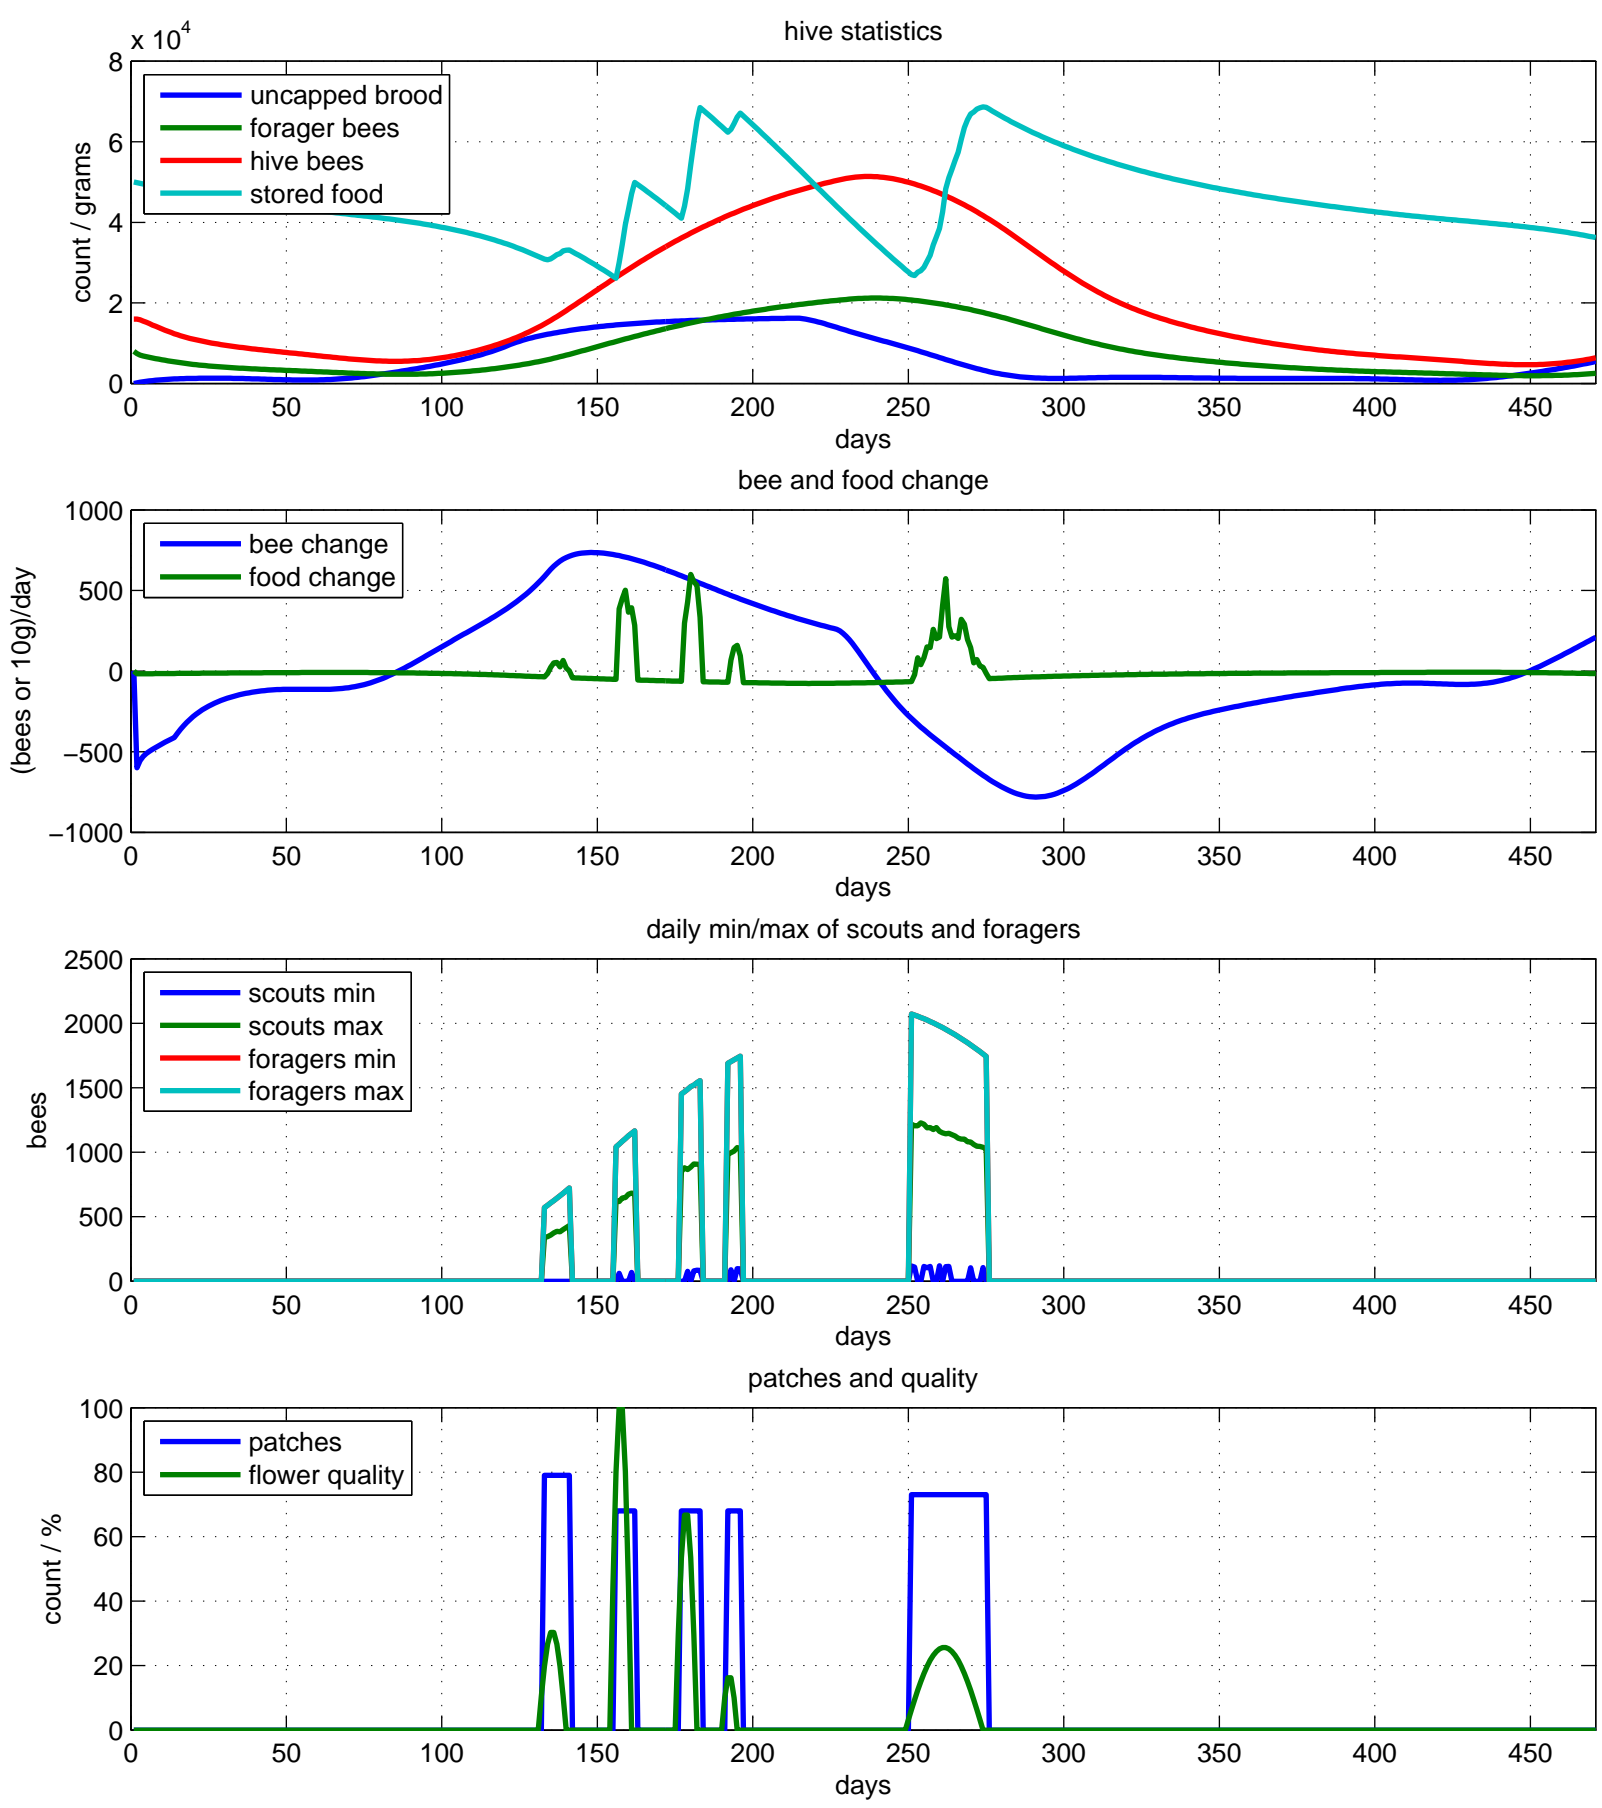 hive statistics
x 10^4
8
6
4
2
0
count / grams
uncapped brood
forager bees
hive bees
stored food
0 50 100 150 200 250 300 350 400 450
days
bee and food change
1000
500
0
−500
−1000
(bees or 10g)/day
bee change
food change
0 50 100 150 200 250 300 350 400 450
days
daily min/max of scouts and foragers
2500
2000
1500
1000
500
0
bees
scouts min
scouts max
foragers min
foragers max
0 50 100 150 200 250 300 350 400 450
days
patches and quality
100
80
60
40
20
0
count / %
patches
flower quality
0 50 100 150 200 250 300 350 400 450
days